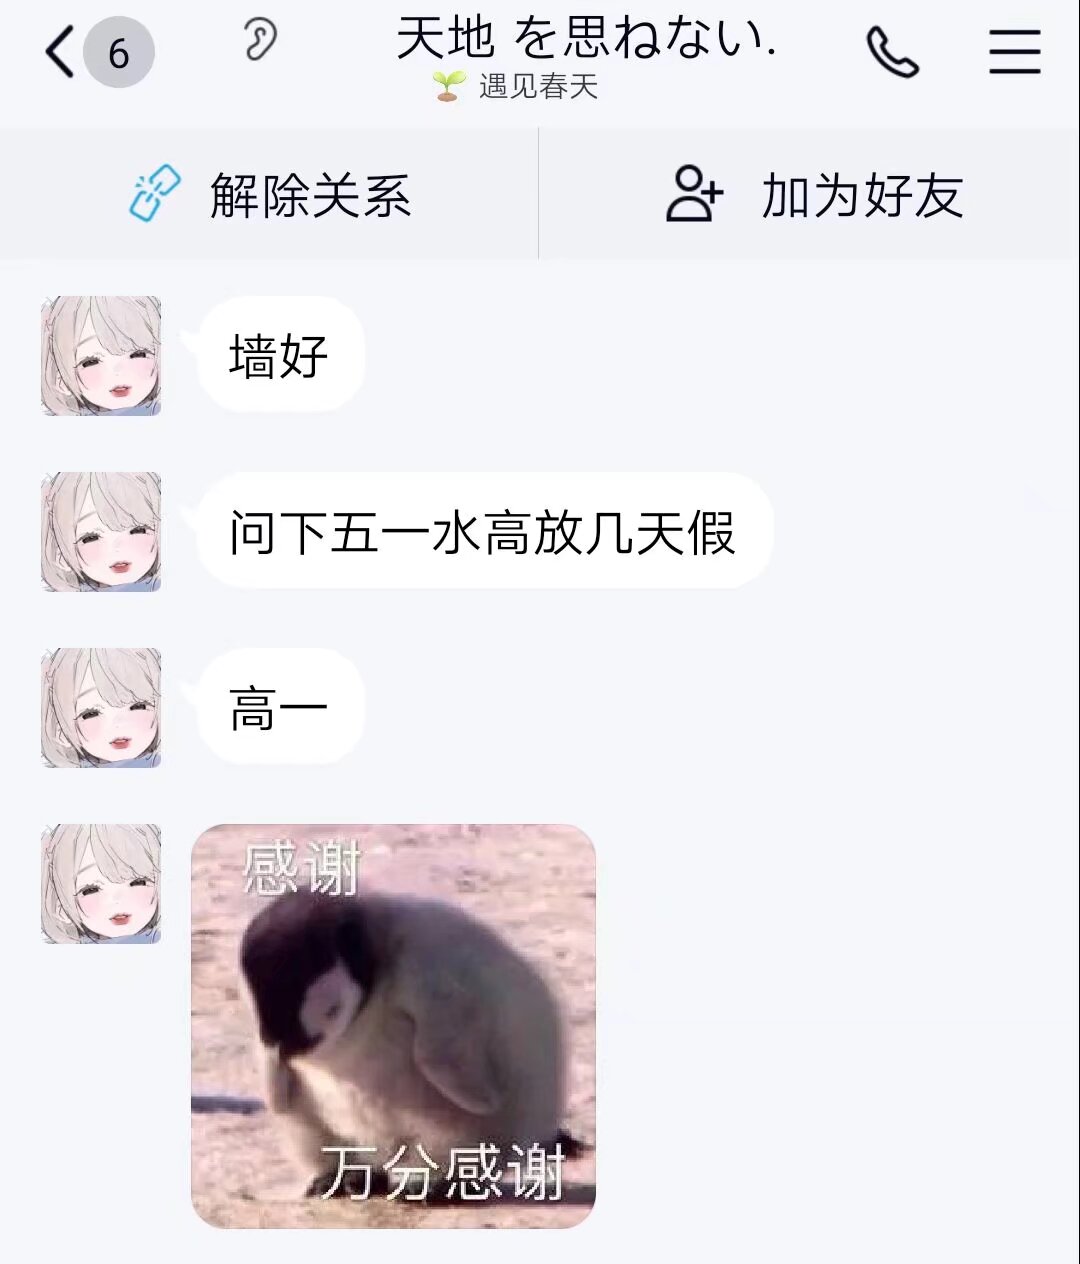 6
天地 を思ねない.
遇见春天
解除关系
加为好友
墙好
问下五一水高放几天假
高一
感谢
万分感谢